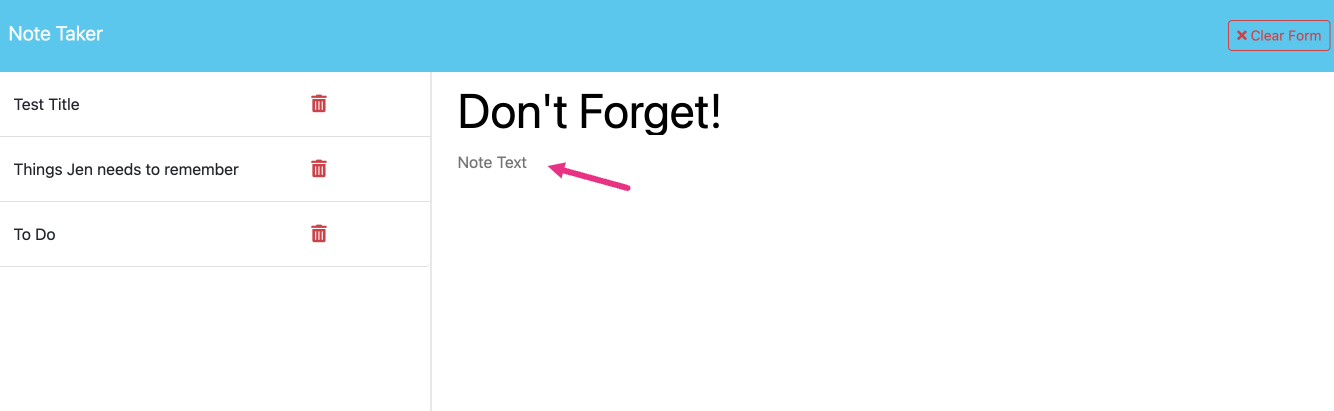 Note Taker
Clear Form
Test Title
Things Jen needs to remember
To Do
Don't Forget!
Note Text